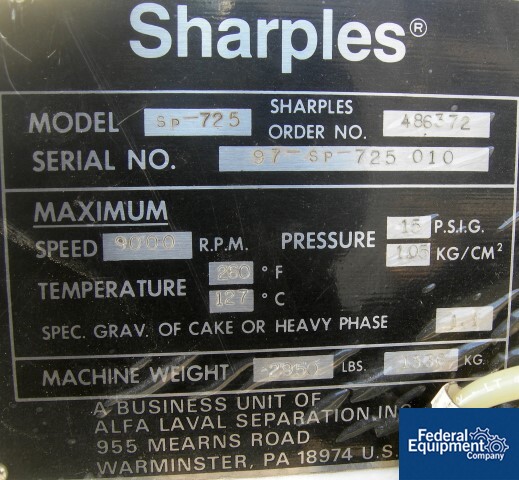 Sharples®
MODEL SP-725 SHARPLES ORDER NO. 486372
SERIAL NO. 97-SP-725 010
MAXIMUM
SPEED 9000 R.P.M. PRESSURE 15 P.S.I.G.
1.05 KG/CM²
TEMPERATURE 260 °F
127 °C
SPEC. GRAV. OF CAKE OR HEAVY PHASE
MACHINE WEIGHT 2950 LBS. KG.
A BUSINESS UNIT OF
ALFA LAVAL SEPARATION, INC
955 MEARNS ROAD
WARMINSTER, PA 18974 U.S.
Federal
Equipment
Company